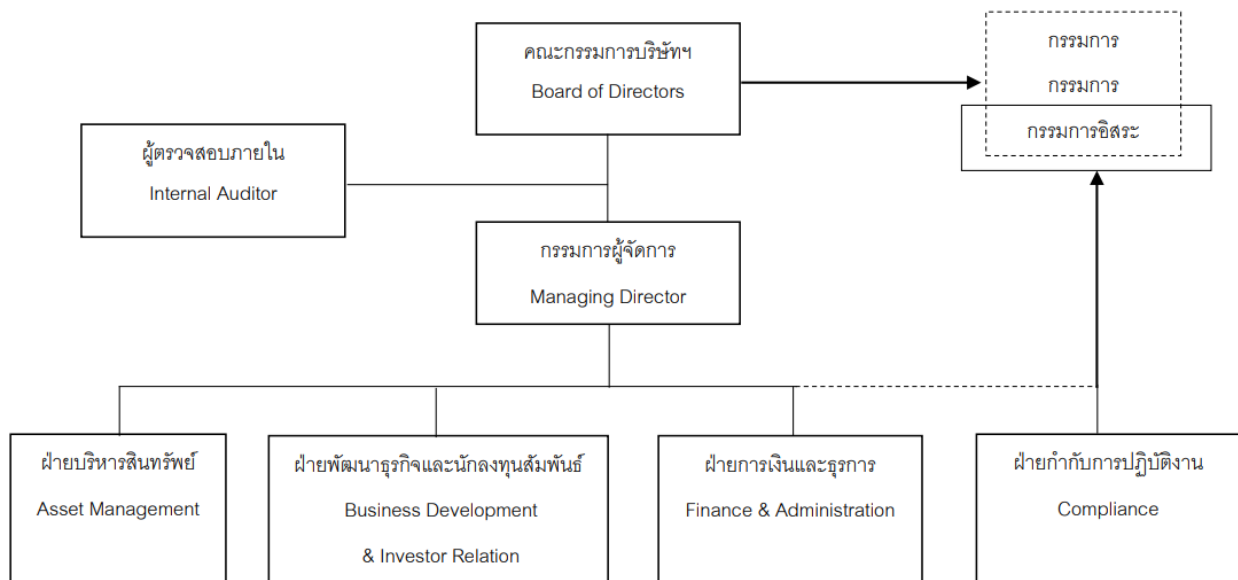 คณะกรรมการบริษัทฯ
Board of Directors
กรรมการ
กรรมการ
กรรมการอิสระ
ผู้ตรวจสอบภายใน
Internal Auditor
กรรมการผู้จัดการ
Managing Director
ฝ่ายบริหารสินทรัพย์
Asset Management
ฝ่ายพัฒนาธุรกิจและนักลงทุนสัมพันธ์
Business Development
& Investor Relation
ฝ่ายการเงินและธุรการ
Finance & Administration
ฝ่ายกำกับการปฏิบัติงาน
Compliance